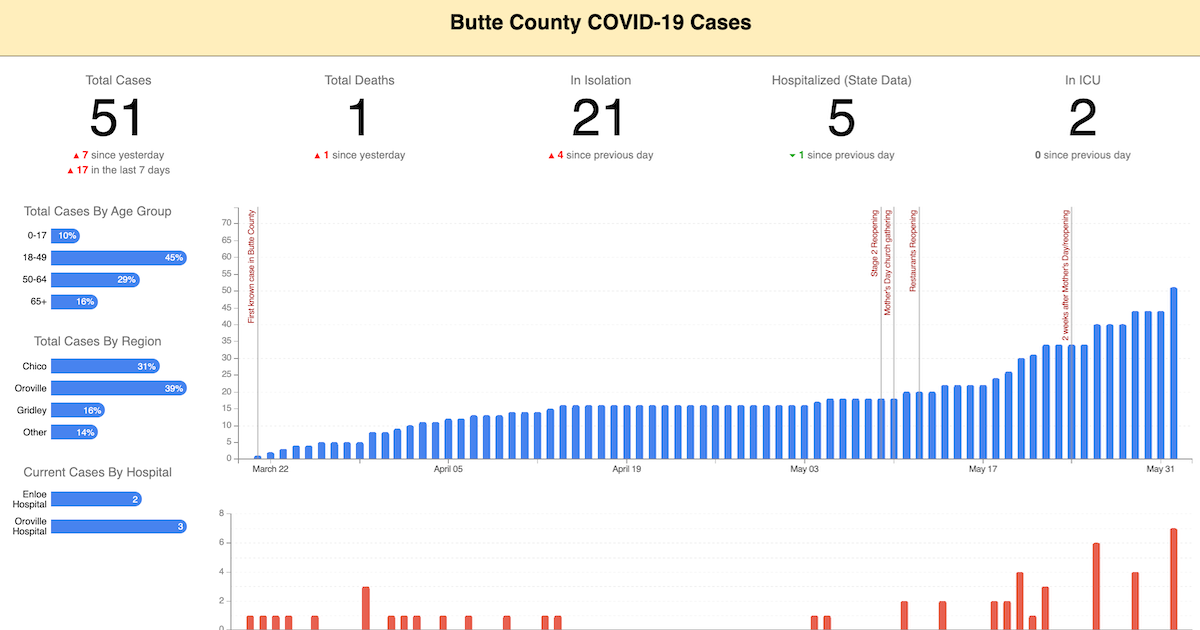 Butte County COVID-19 Cases
Total Cases
51
▲ 7 since yesterday
▲ 17 in the last 7 days
Total Deaths
1
▲ 1 since yesterday
In Isolation
21
▲ 4 since previous day
Hospitalized (State Data)
5
▼ 1 since previous day
In ICU
2
0 since previous day
Total Cases By Age Group
0-17 10%
18-49 45%
50-64 29%
65+ 16%
Total Cases By Region
Chico 31%
Oroville 39%
Gridley 16%
Other 14%
Current Cases By Hospital
Enloe
Hospital 2
Oroville
Hospital 3
70
65
60
55
50
45
40
35
30
25
20
15
10
5
0
First known case in Butte County
Stage 2 Reopening
Mother's Day church gathering
Restaurants Reopening
2 weeks after Mother's Day/reopening
March 22
April 05
April 19
May 03
May 17
May 31
8
6
4
2
0